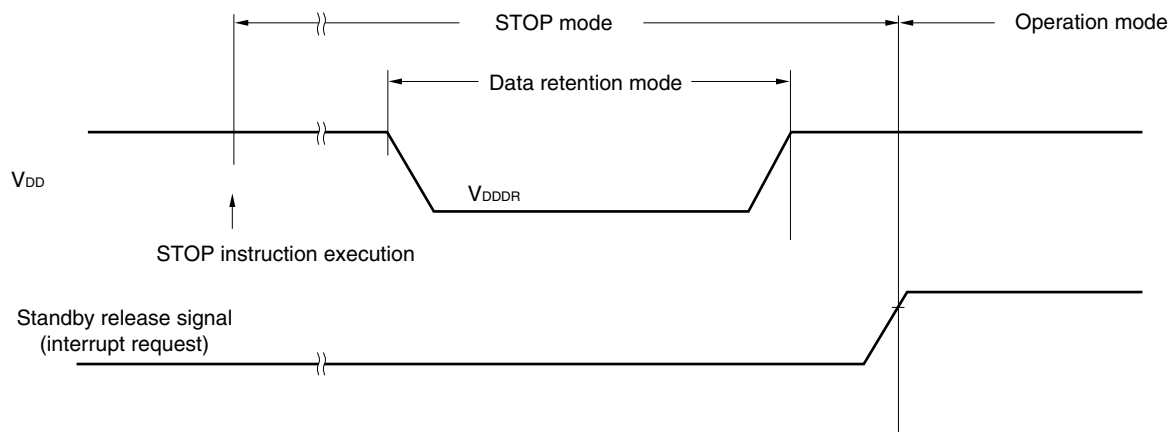 STOP mode
Operation mode
Data retention mode
VDD
VDDDR
STOP instruction execution
Standby release signal
(interrupt request)